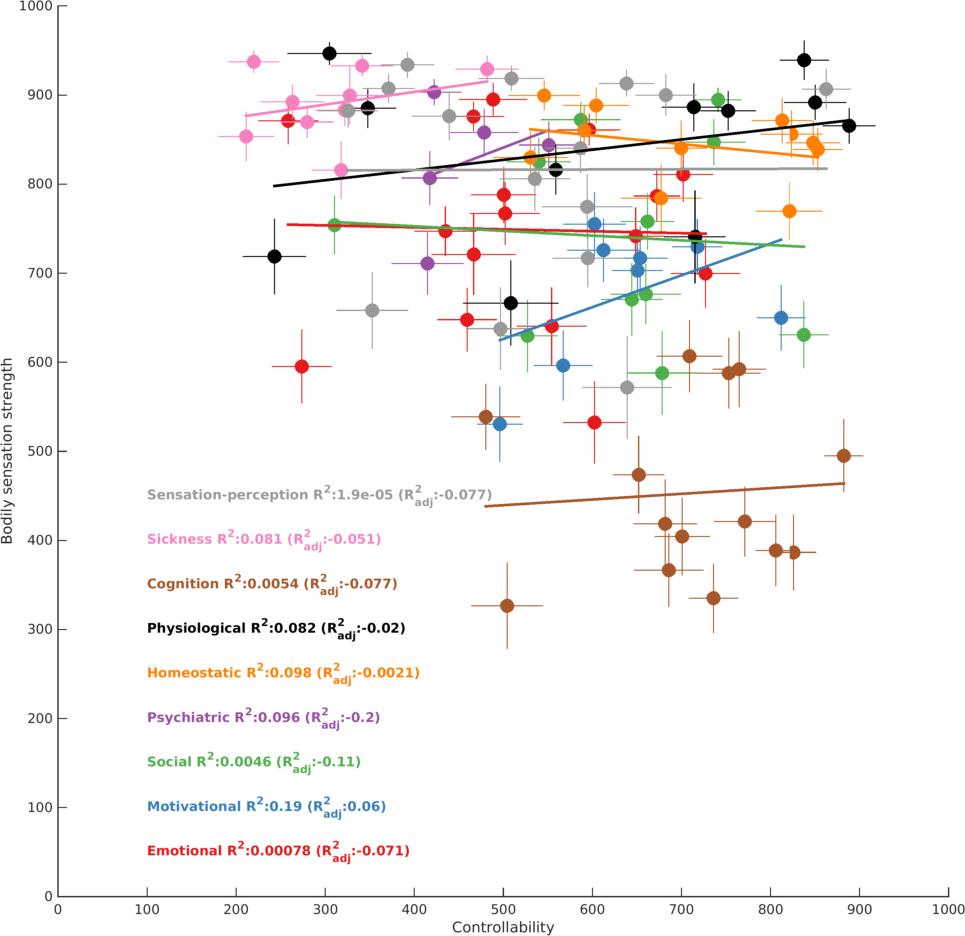 1000
900
800
700
600
500
400
300
200
100
0
Bodily sensation strength
Sensation-perception R²:1.9e-05 (R²adj:-0.077)
Sickness R²:0.081 (R²adj:-0.051)
Cognition R²:0.0054 (R²adj:-0.077)
Physiological R²:0.082 (R²adj:-0.02)
Homeostatic R²:0.098 (R²adj:-0.0021)
Psychiatric R²:0.096 (R²adj:-0.2)
Social R²:0.0046 (R²adj:-0.11)
Motivational R²:0.19 (R²adj:0.06)
Emotional R²:0.00078 (R²adj:-0.071)
0 100 200 300 400 500 600 700 800 900 1000
Controllability